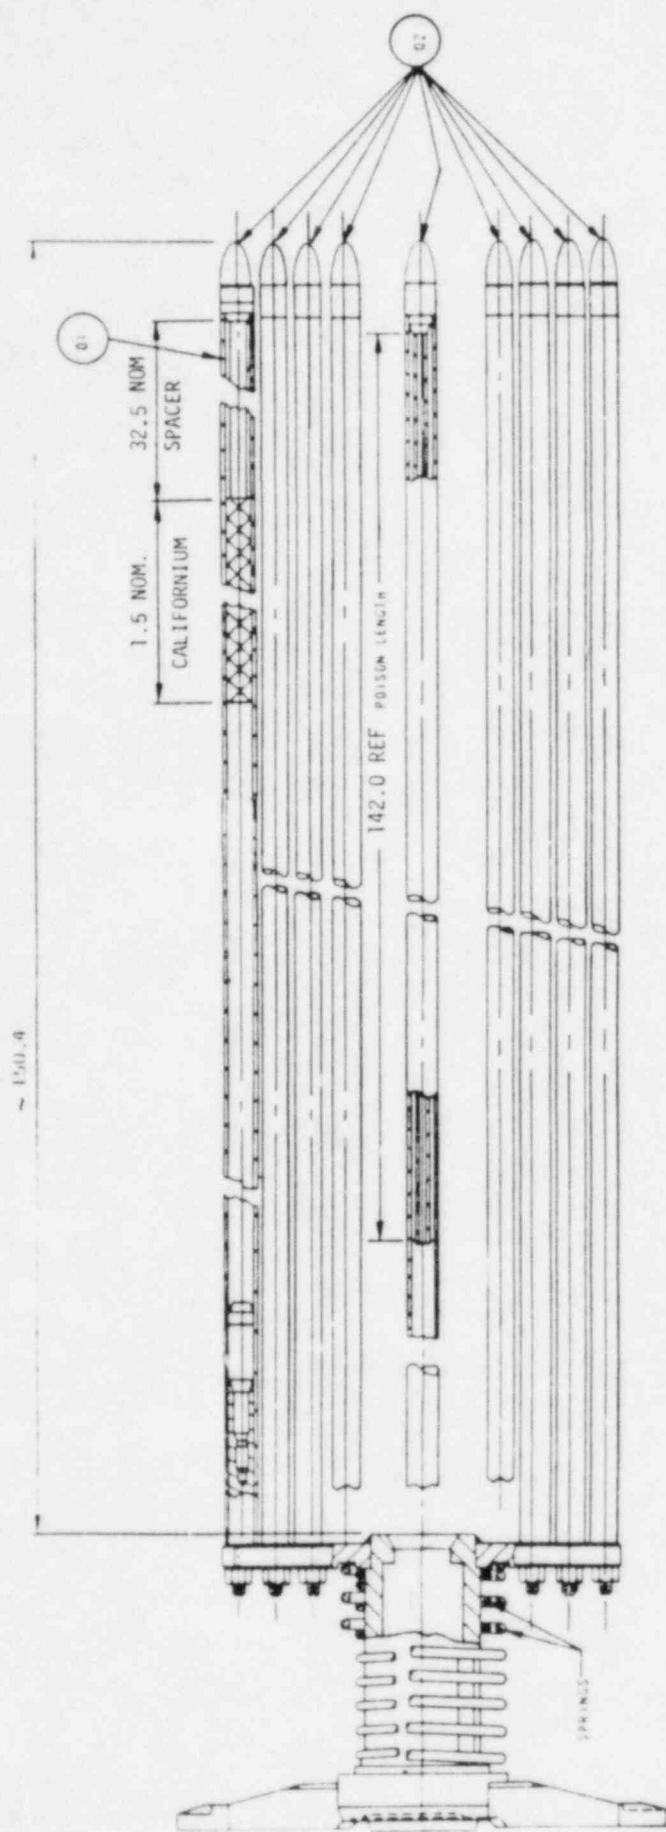 02
01
32.5 NOM
SPACER
1.5 NOM.
CALIFORNIUM
142.0 REF POISON LENGTH
~ 150.4
SPRINGS